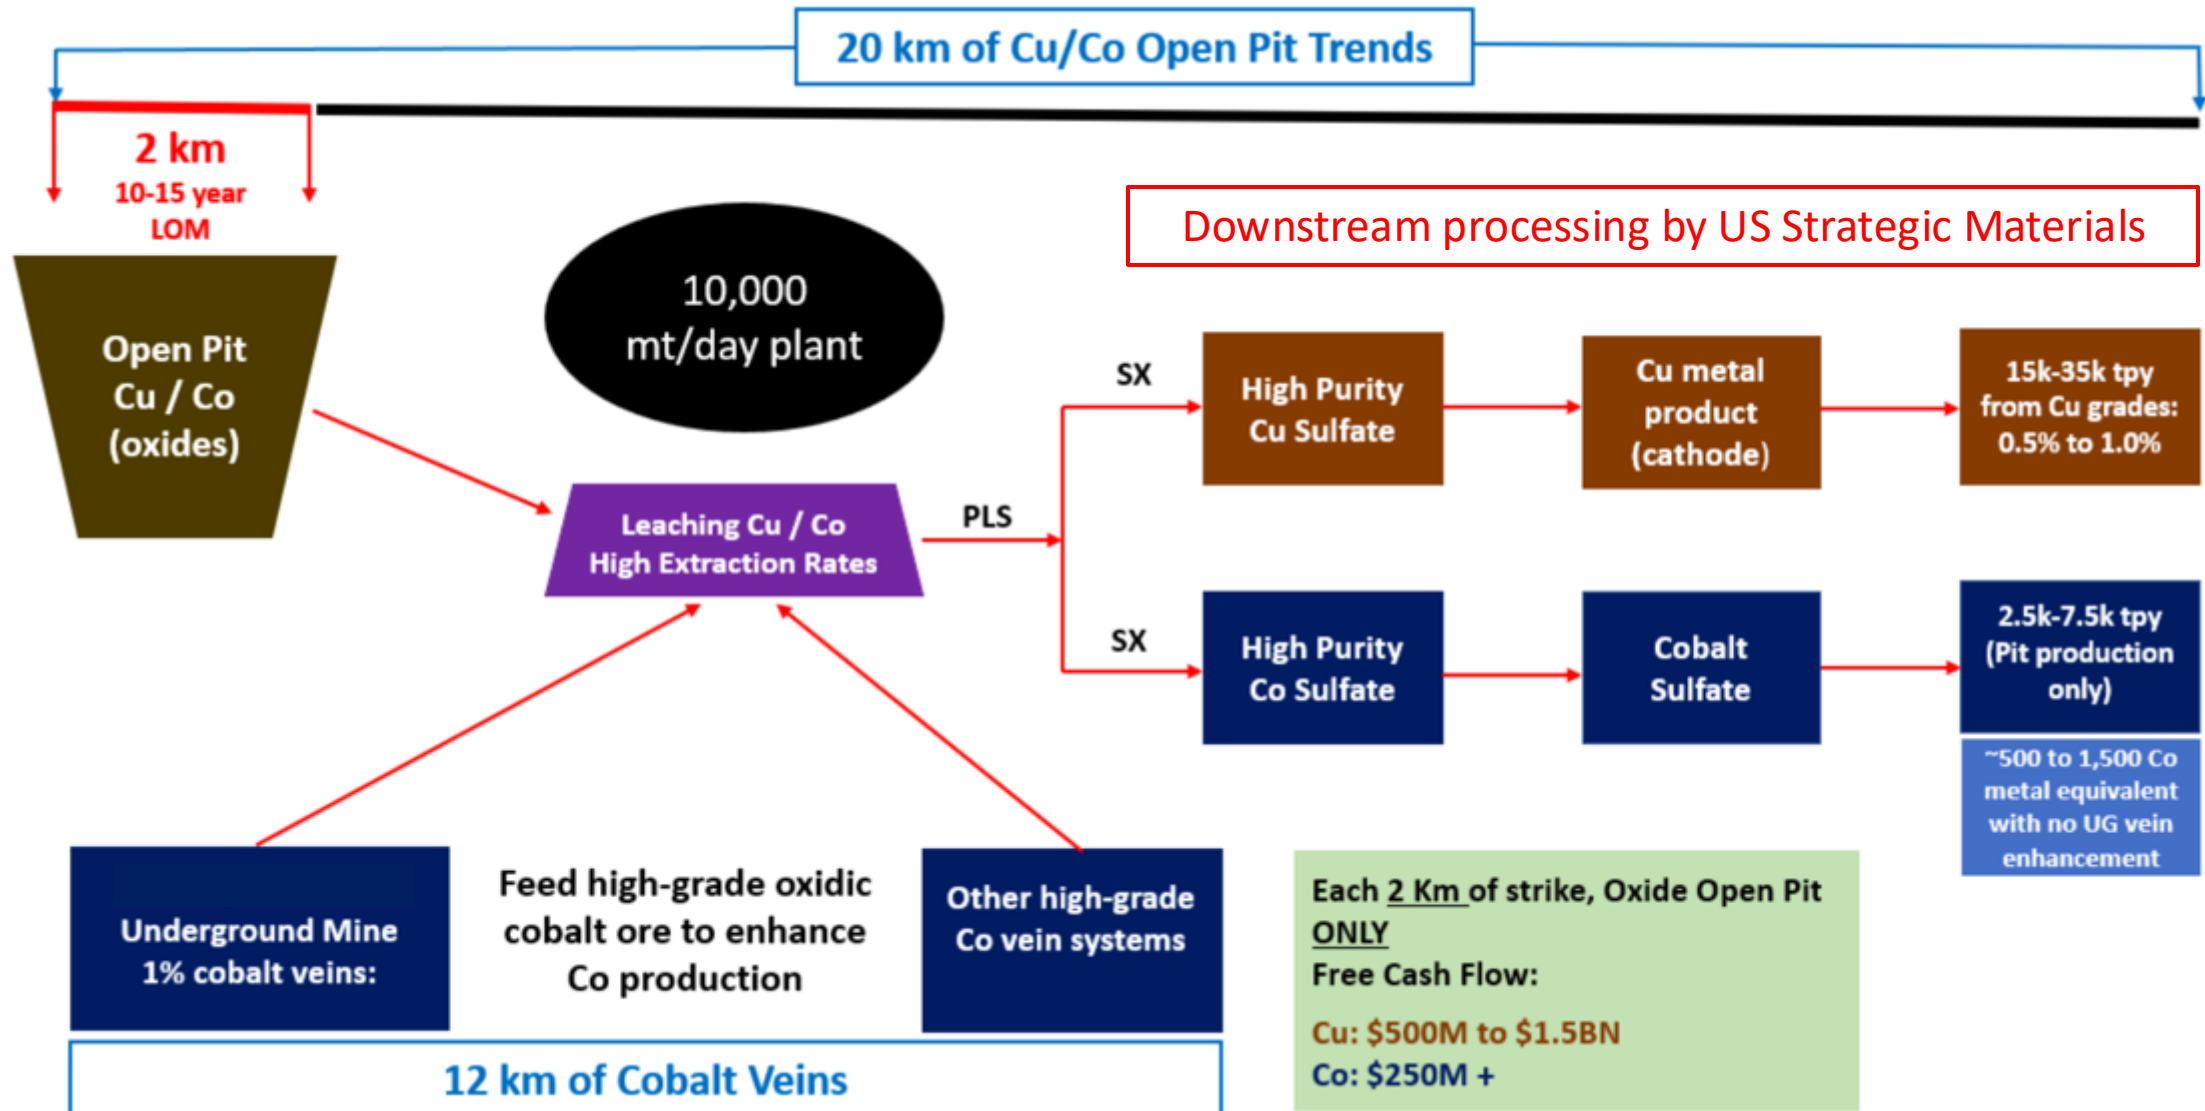 20 km of Cu/Co Open Pit Trends
2 km
10-15 year
LOM
Downstream processing by US Strategic Materials
Open Pit
Cu / Co
(oxides)
10,000
mt/day plant
Leaching Cu / Co
High Extraction Rates
PLS
SX
High Purity
Cu Sulfate
Cu metal
product
(cathode)
15k-35k tpy
from Cu grades:
0.5% to 1.0%
SX
High Purity
Co Sulfate
Cobalt
Sulfate
2.5k-7.5k tpy
(Pit production
only)
~500 to 1,500 Co
metal equivalent
with no UG vein
enhancement
Underground Mine
1% cobalt veins:
Feed high-grade oxidic
cobalt ore to enhance
Co production
Other high-grade
Co vein systems
12 km of Cobalt Veins
Each 2 Km of strike, Oxide Open Pit
ONLY
Free Cash Flow:
Cu: $500M to $1.5BN
Co: $250M +